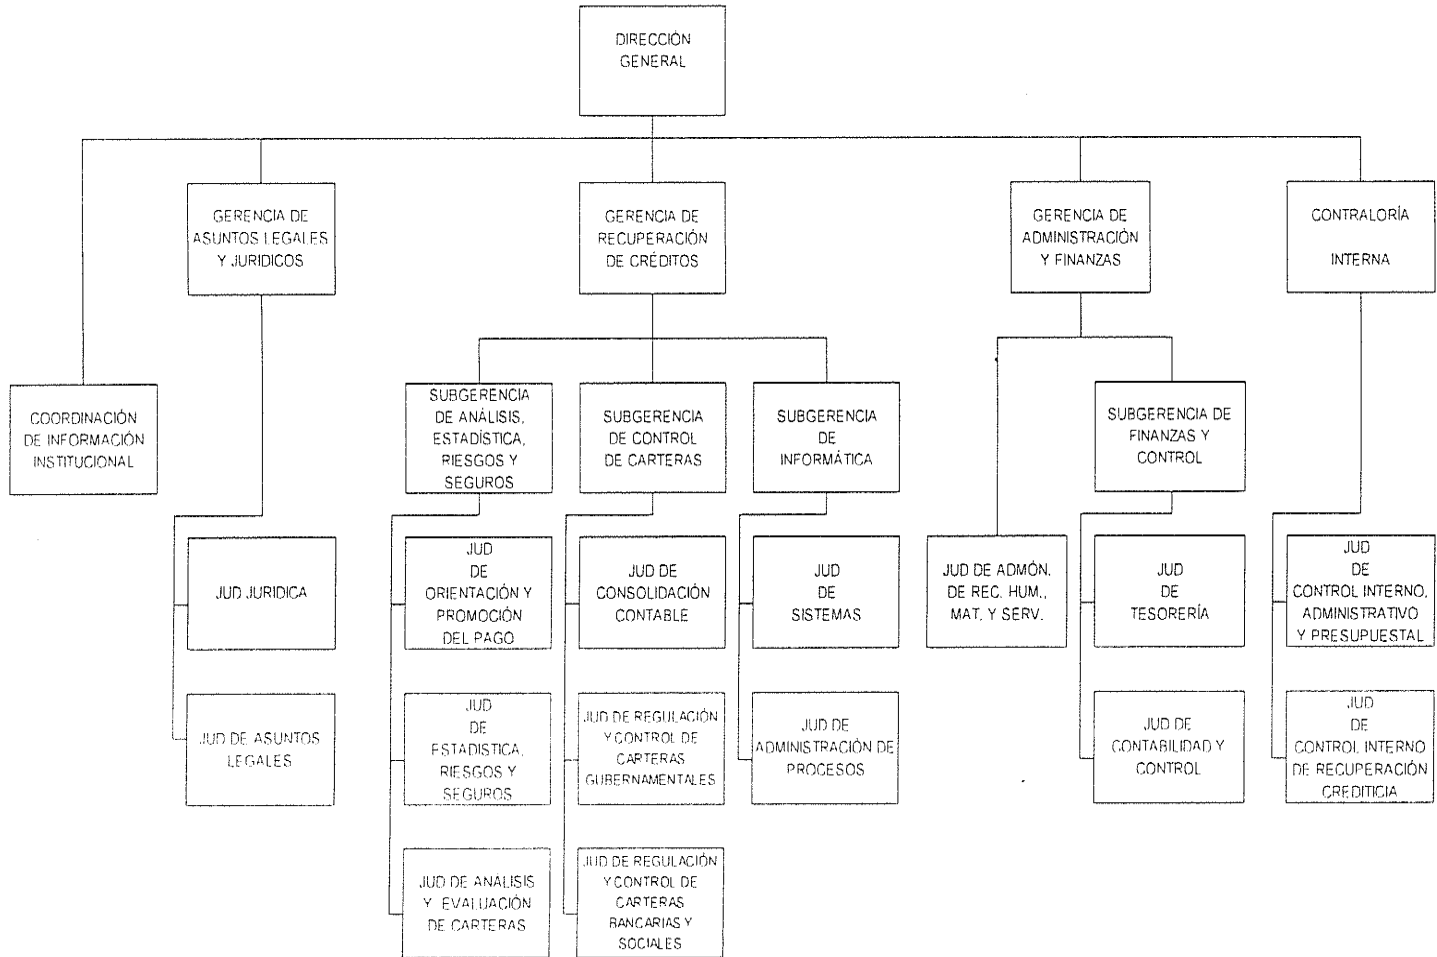 DIRECCIÓN
GENERAL
GERENCIA DE
ASUNTOS LEGALES
Y JURIDICOS
GERENCIA DE
RECUPERACIÓN
DE CRÉDITOS
GERENCIA DE
ADMINISTRACIÓN
Y FINANZAS
CONTRALORÍA
INTERNA
COORDINACIÓN
DE INFORMACIÓN
INSTITUCIONAL
SUBGERENCIA
DE ANÁLISIS,
ESTADÍSTICA,
RIESGOS Y
SEGUROS
SUBGERENCIA
DE CONTROL
DE CARTERAS
SUBGERENCIA
DE
INFORMÁTICA
SUBGERENCIA DE
FINANZAS Y
CONTROL
JUD JURIDICA
JUD
DE
ORIENTACIÓN Y
PROMOCIÓN
DEL PAGO
JUD DE
CONSOLIDACIÓN
CONTABLE
JUD
DE
SISTEMAS
JUD DE ADMÓN.
DE REC. HUM.,
MAT. Y SERV.
JUD
DE
TESORERÍA
JUD
DE
CONTROL INTERNO,
ADMINISTRATIVO
Y PRESUPUESTAL
JUD DE ASUNTOS
LEGALES
JUD
DE
ESTADISTICA,
RIESGOS Y
SEGUROS
JUD DE REGULACIÓN
Y CONTROL DE
CARTERAS
GUBERNAMENTALES
JUD DE
ADMINISTRACIÓN DE
PROCESOS
JUD DE
CONTABILIDAD Y
CONTROL
JUD
DE
CONTROL INTERNO
DE RECUPERACIÓN
CREDITICIA
JUD DE ANALISIS
Y EVALUACIÓN
DE CARTERAS
JUD DE REGULACIÓN
Y CONTROL DE
CARTERAS
BANCARIAS Y
SOCIALES